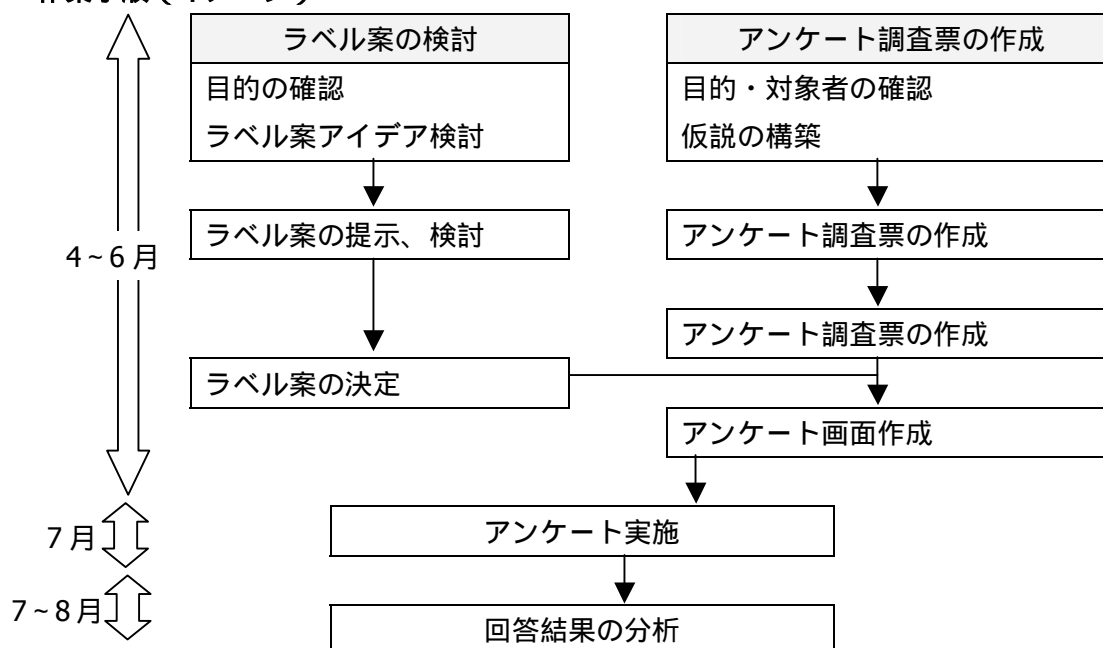 ラベル案の検討
目的の確認
ラベル案アイデア検討
アンケート調査票の作成
目的・対象者の確認
仮説の構築
4~6月
ラベル案の提示、検討
アンケート調査票の作成
アンケート調査票の作成
ラベル案の決定
アンケート画面作成
7月
アンケート実施
7~8月
回答結果の分析